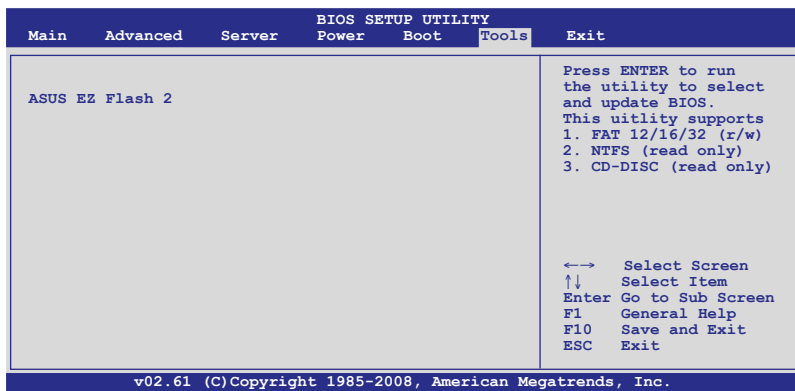 BIOS SETUP UTILITY
Main Advanced Server Power Boot Tools Exit
ASUS EZ Flash 2
Press ENTER to run
the utility to select
and update BIOS.
This uitlity supports
1. FAT 12/16/32 (r/w)
2. NTFS (read only)
3. CD-DISC (read only)
←→ Select Screen
↑↓ Select Item
Enter Go to Sub Screen
F1 General Help
F10 Save and Exit
ESC Exit
v02.61 (C)Copyright 1985-2008, American Megatrends, Inc.